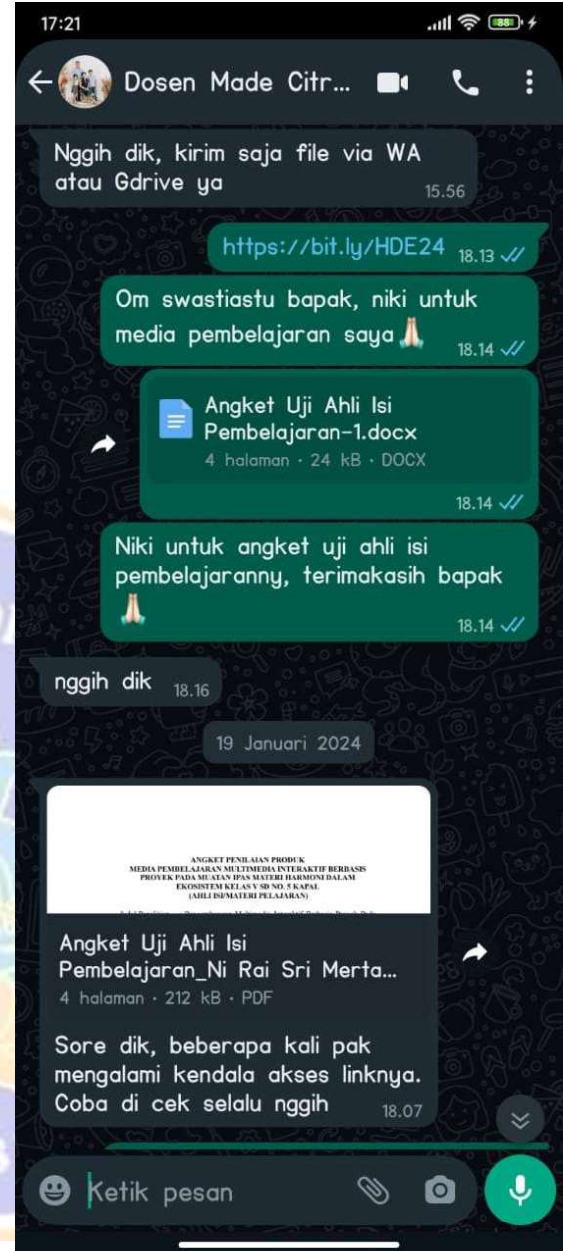 17:21
88
Dosen Made Citr...
Nggih dik, kirim saja file via WA
atau Gdrive ya
15.56
https://bit.ly/HDE24
18.13
Om swastiastu bapak, niki untuk
media pembelajaran saya🙏🏻
18.14
Angket Uji Ahli Isi
Pembelajaran-1.docx
4 halaman · 24 kB · DOCX
18.14
Niki untuk angket uji ahli isi
pembelajaranny, terimakasih bapak
🙏🏻
18.14
nggih dik
18.16
19 Januari 2024
ANGKET PENILAIAN PRODUK
MEDIA PEMBELAJARAN MULTIMEDIA INTERAKTIF BERBASIS
PROYEK PADA MUATAN IPAS MATERI HARMONI DALAM
EKOSISTEM KELAS V SD NO. 5 KAPAL
(AHLI ISI/MATERI PELAJARAN)
Angket Uji Ahli Isi
Pembelajaran_Ni Rai Sri Merta...
4 halaman · 212 kB · PDF
Sore dik, beberapa kali pak
mengalami kendala akses linknya.
Coba di cek selalu nggih
18.07
Ketik pesan